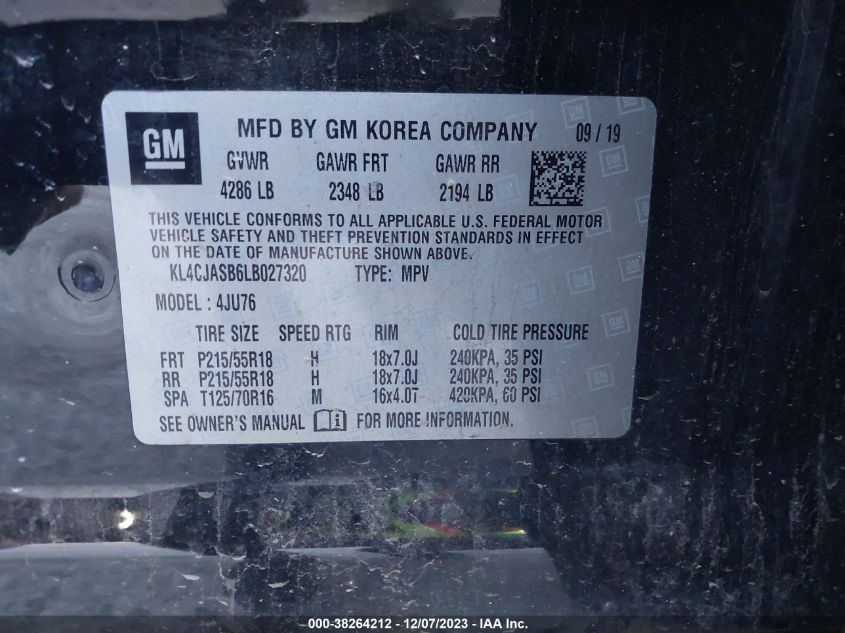 GM MFD BY GM KOREA COMPANY 09 / 19
GVWR GAWR FRT GAWR RR
4286 LB 2348 LB 2194 LB
THIS VEHICLE CONFORMS TO ALL APPLICABLE U.S. FEDERAL MOTOR
VEHICLE SAFETY AND THEFT PREVENTION STANDARDS IN EFFECT
ON THE DATE OF MANUFACTURE SHOWN ABOVE.
KL4CJASB6LB027320 TYPE: MPV
MODEL : 4JU76
TIRE SIZE SPEED RTG RIM COLD TIRE PRESSURE
FRT P215/55R18 H 18x7.0J 240KPA, 35 PSI
RR P215/55R18 H 18x7.0J 240KPA, 35 PSI
SPA T125/70R16 M 16x4.0T 420KPA, 60 PSI
SEE OWNER'S MANUAL i FOR MORE INFORMATION.
000-38264212 - 12/07/2023 - IAA Inc.